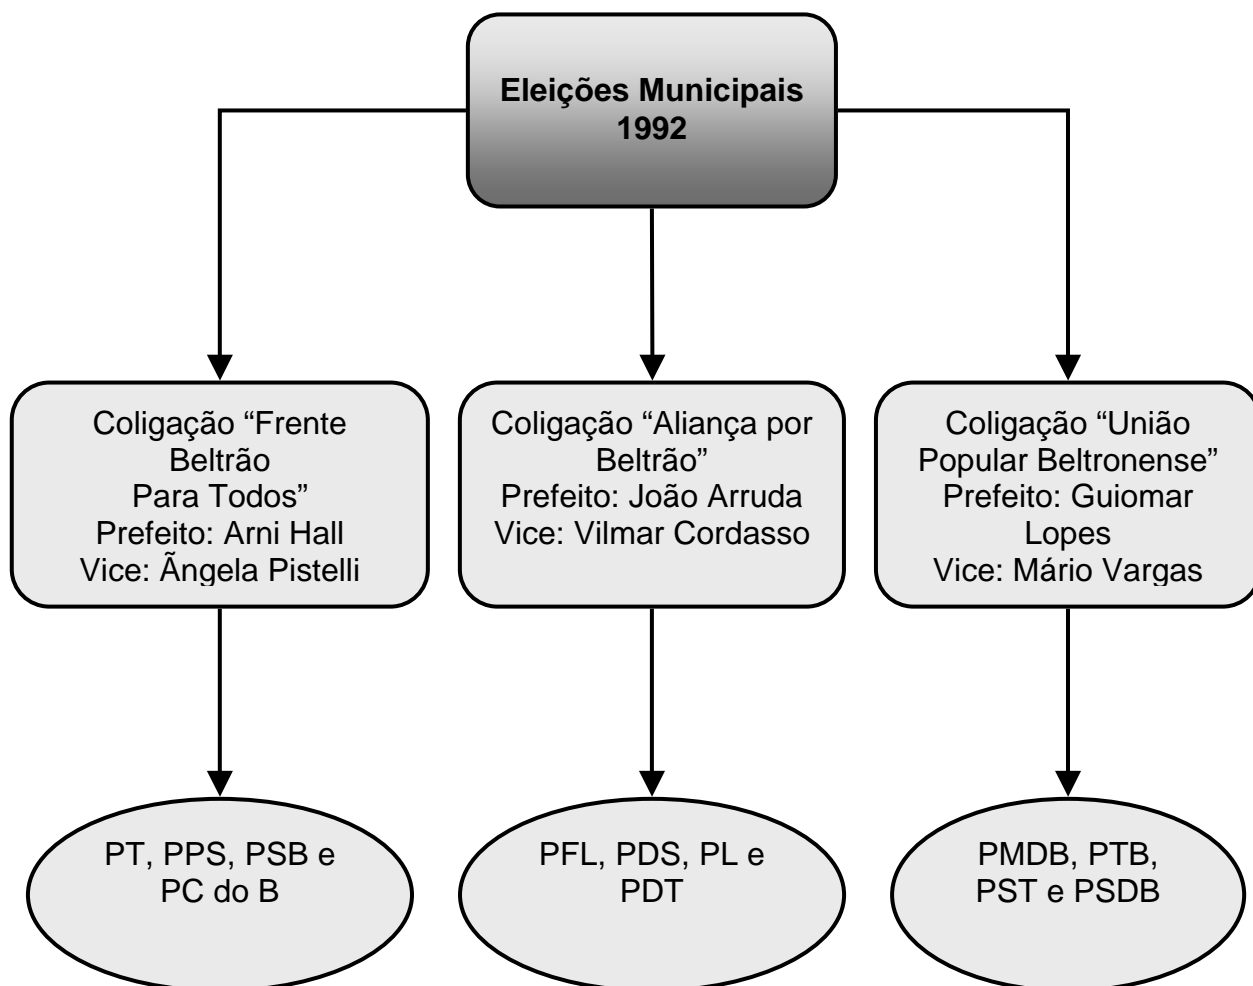 Eleições Municipais
1992
Coligação “Frente
Beltrão
Para Todos”
Prefeito: Arni Hall
Vice: Ãngela Pistelli
Coligação “Aliança por
Beltrão”
Prefeito: João Arruda
Vice: Vilmar Cordasso
Coligação “União
Popular Beltronense”
Prefeito: Guiomar
Lopes
Vice: Mário Vargas
PT, PPS, PSB e
PC do B
PFL, PDS, PL e
PDT
PMDB, PTB,
PST e PSDB